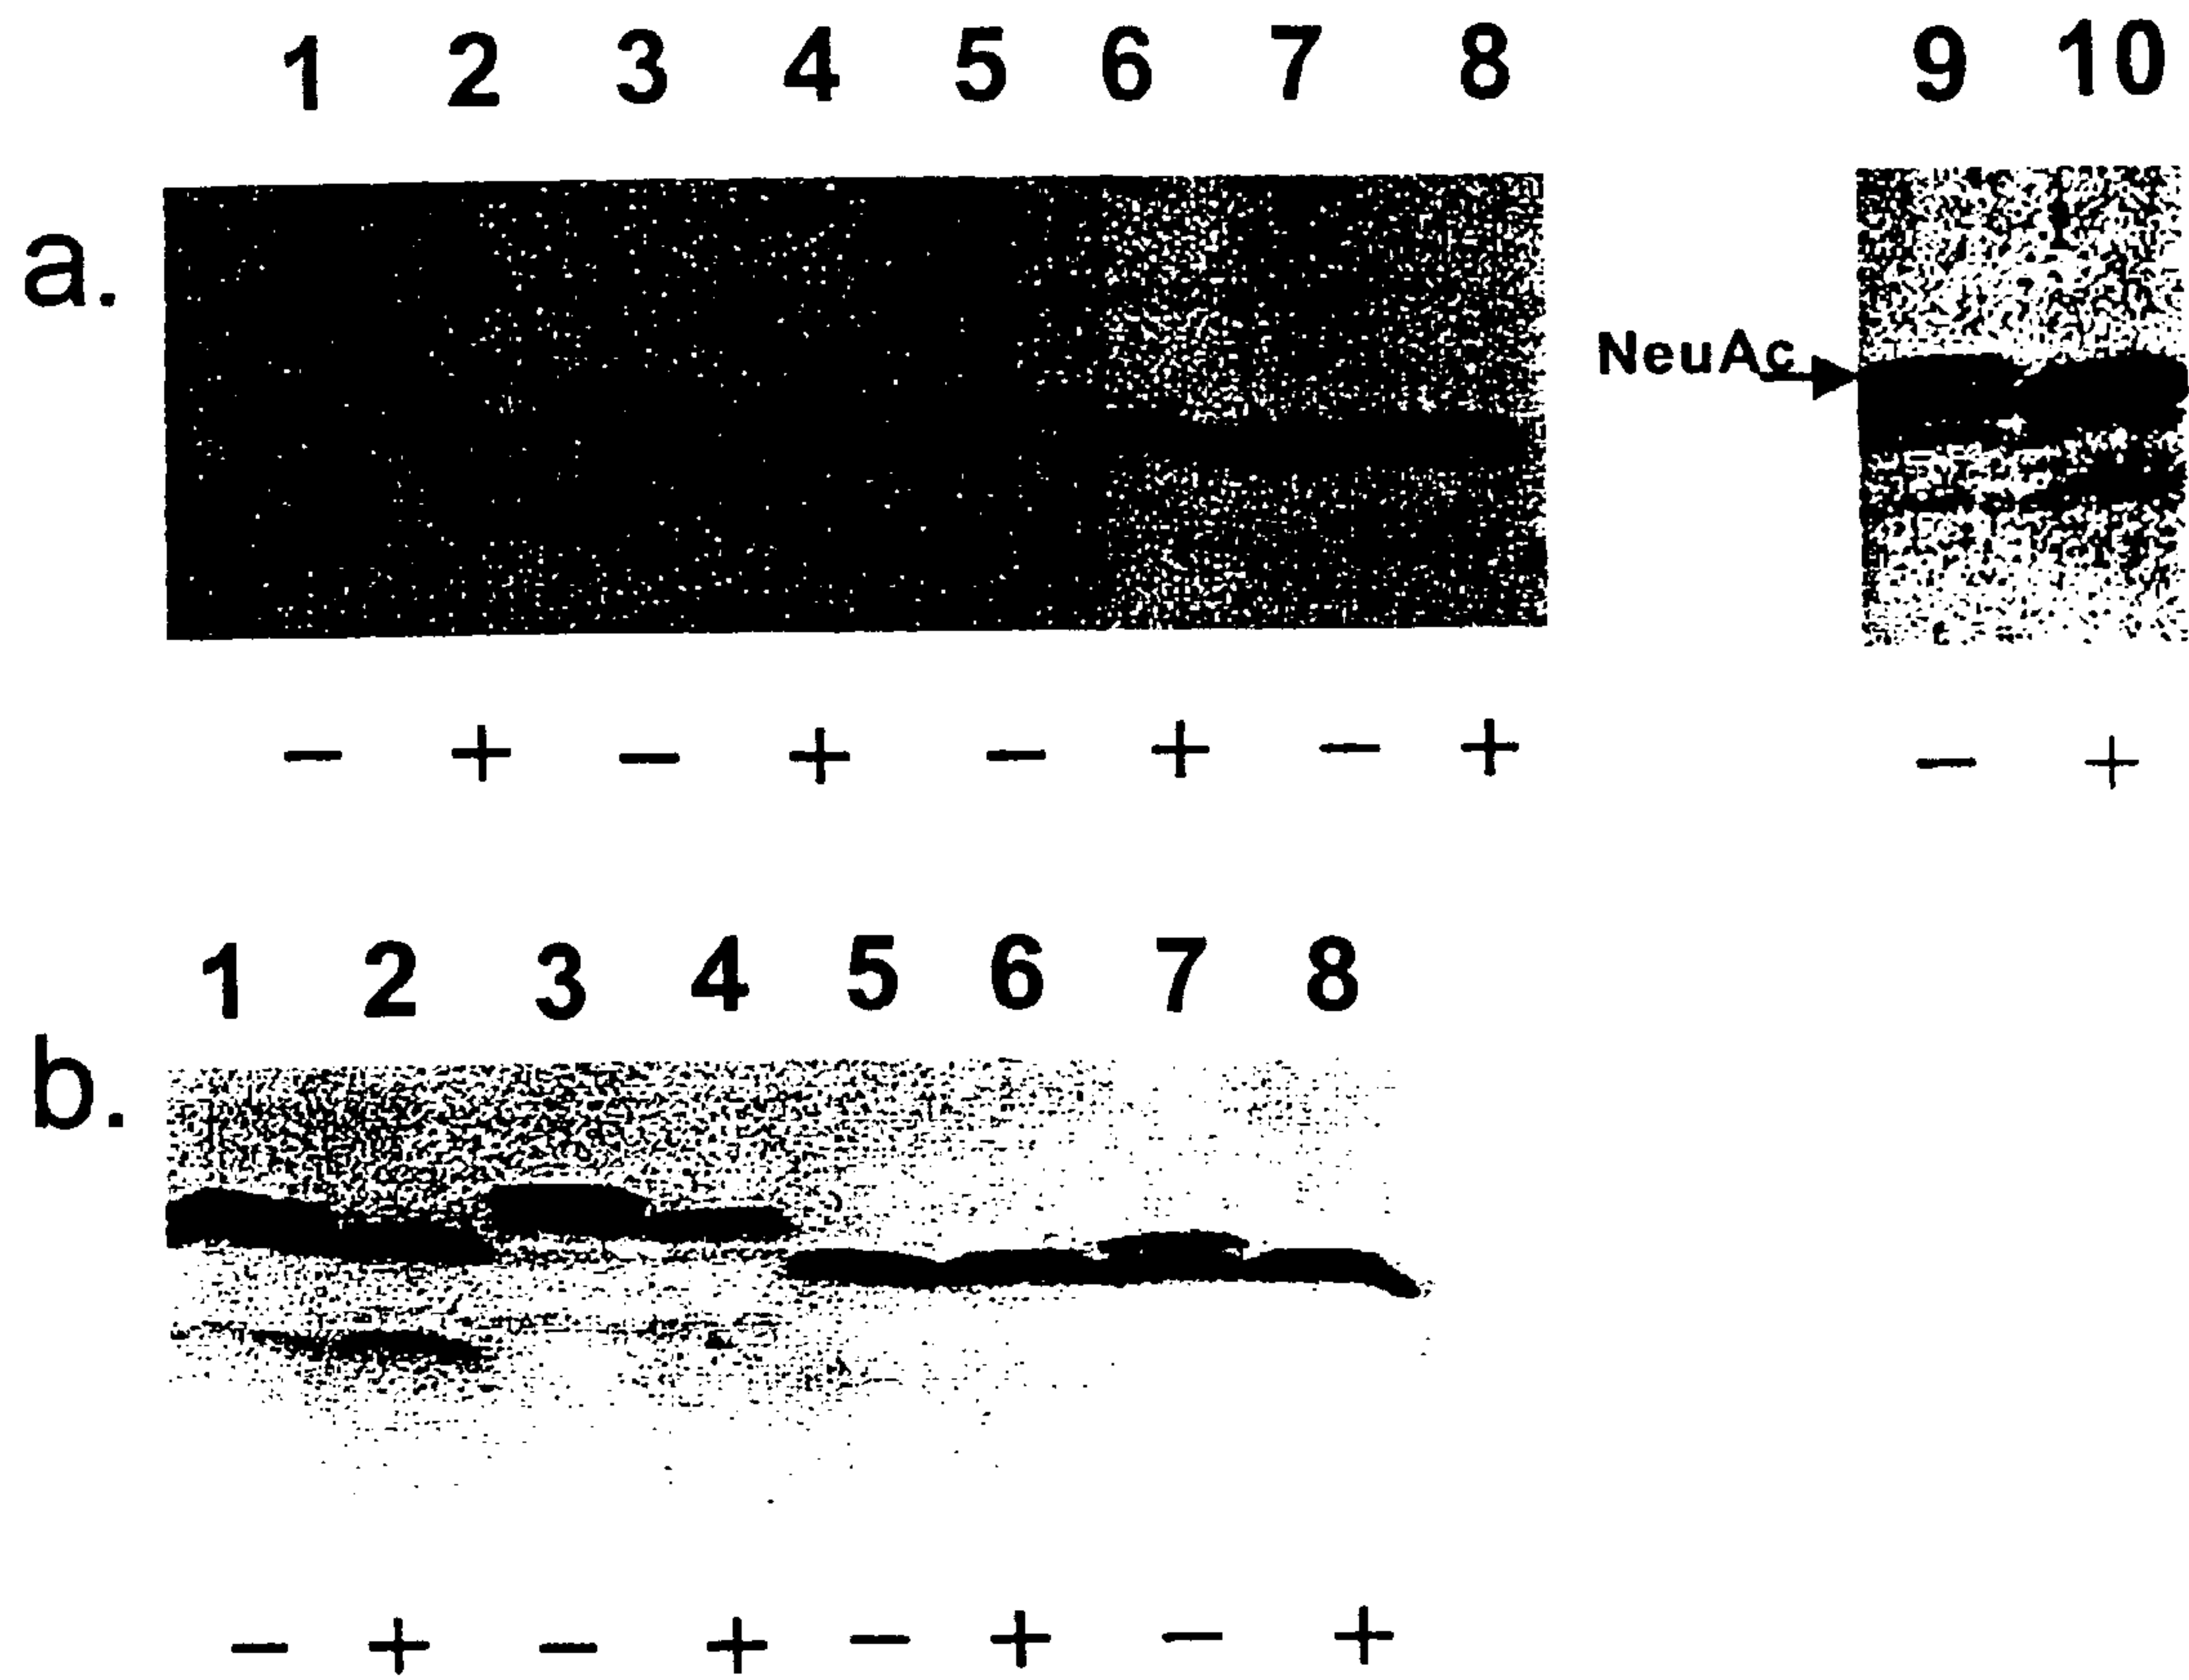 1 2 3 4 5 6 7 8 9 10
a.
NeuAc
− + − + − + − + − +
1 2 3 4 5 6 7 8
b.
− + − + − + − +